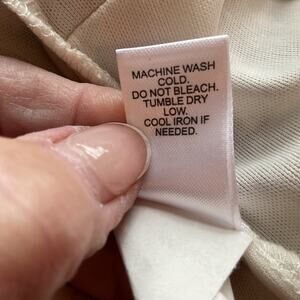 MACHINE WASH
COLD.
DO NOT BLEACH.
TUMBLE DRY
LOW.
COOL IRON IF
NEEDED.